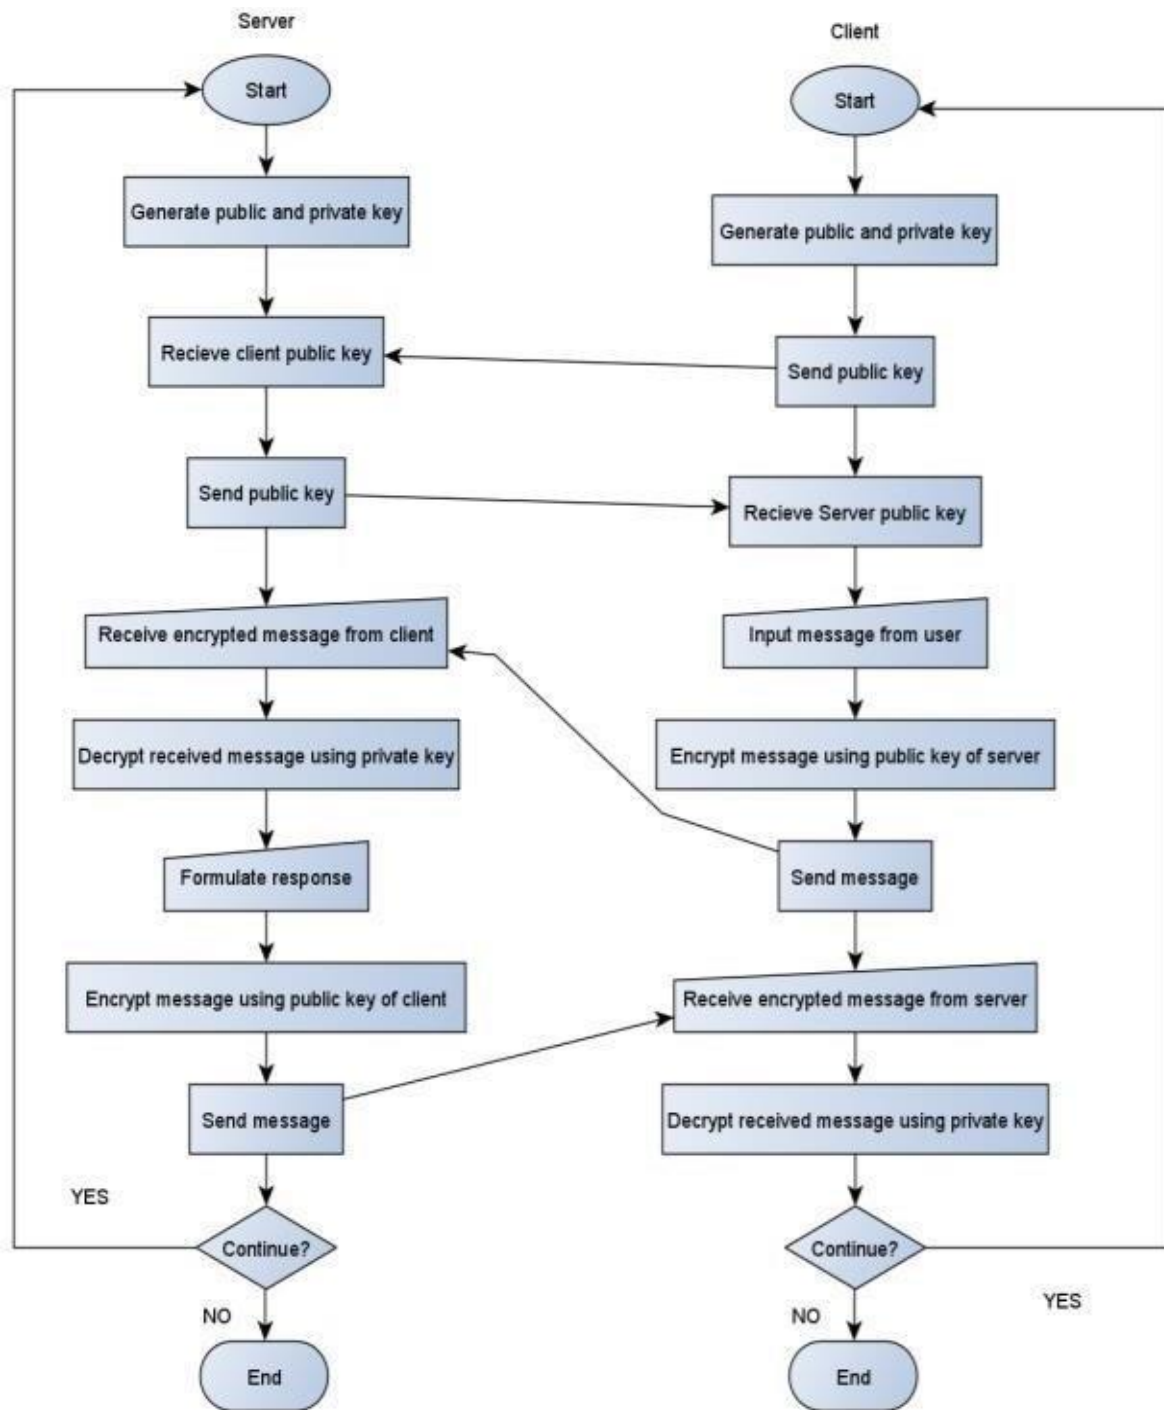 Server
Start
Generate public and private key
Recieve client public key
Send public key
Receive encrypted message from client
Decrypt received message using private key
Formulate response
Encrypt message using public key of client
Send message
YES
Continue?
NO
End
Client
Start
Generate public and private key
Send public key
Recieve Server public key
Input message from user
Encrypt message using public key of server
Send message
Receive encrypted message from server
Decrypt received message using private key
Continue?
YES
NO
End